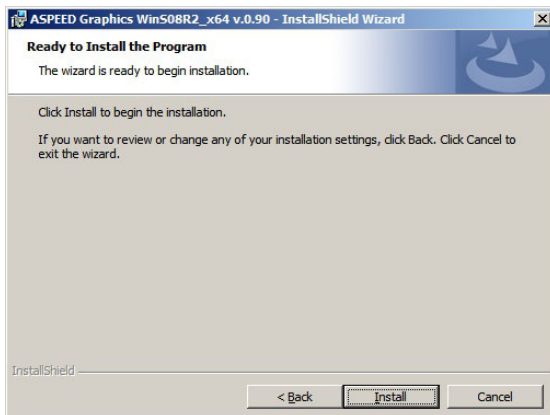 ASPEED Graphics WinS08R2_x64 v.0.90 - InstallShield Wizard
Ready to Install the Program
The wizard is ready to begin installation.
Click Install to begin the installation.
If you want to review or change any of your installation settings, click Back. Click Cancel to
exit the wizard.
InstallShield
< Back
Install
Cancel